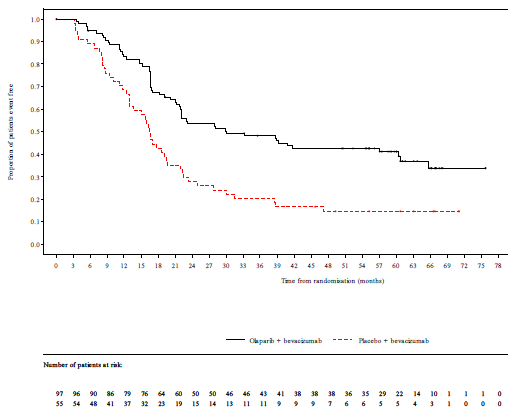 Proportion of patients event free
1.0
0.9
0.8
0.7
0.6
0.5
0.4
0.3
0.2
0.1
0.0
0 3 6 9 12 15 18 21 24 27 30 33 36 39 42 45 48 51 54 57 60 63 66 69 72 75 78
Time from randomisation (months)
Olaparib + bevacizumab Placebo + bevacizumab
Number of patients at risk:
97 96 90 86 79 76 64 60 50 50 46 46 43 41 38 38 38 36 35 29 22 14 10 1 1 1 0
55 54 48 41 37 32 23 19 15 14 13 11 11 9 9 9 7 6 6 5 5 4 3 1 0 0 0